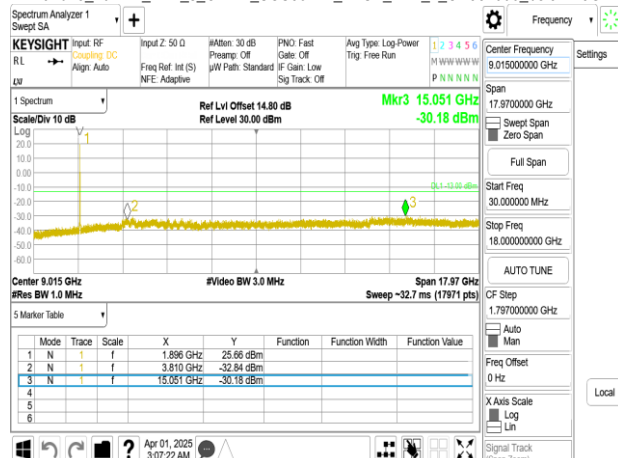 Spectrum Analyzer 1
Swept SA
Frequency
Settings
KEYSIGHT
Input: RF
Coupling: DC
Align: Auto
Input Z: 50 Ω
Freq Ref: Int (S)
NFE: Adaptive
#Atten: 30 dB
Preamp: Off
µW Path: Standard
PNO: Fast
Gate: Off
IF Gain: Low
Sig Track: Off
Avg Type: Log-Power
Trig: Free Run
1 2 3 4 5 6
M W W W W W
P N N N N N
RL
LXI
1 Spectrum
Scale/Div 10 dB
Ref Lvl Offset 14.80 dB
Ref Level 30.00 dBm
Mkr3 15.051 GHz
-30.18 dBm
Log
20.0
10.0
0.00
-10.0
-20.0
-30.0
-40.0
-50.0
-60.0
1
2
3
DL1 -13.00 dBm
Center 9.015 GHz
#Res BW 1.0 MHz
#Video BW 3.0 MHz
Span 17.97 GHz
Sweep ~32.7 ms (17971 pts)
5 Marker Table
Mode Trace Scale X Y Function Function Width Function Value
1 N 1 f 1.896 GHz 25.66 dBm
2 N 1 f 3.810 GHz -32.84 dBm
3 N 1 f 15.051 GHz -30.18 dBm
4
5
6
Apr 01, 2025
3:07:22 AM
Center Frequency
9.015000000 GHz
Span
17.9700000 GHz
Swept Span
Zero Span
Full Span
Start Freq
30.000000 MHz
Stop Freq
18.000000000 GHz
AUTO TUNE
CF Step
1.797000000 GHz
Auto
Man
Freq Offset
0 Hz
X Axis Scale
Log
Lin
Signal Track
Local